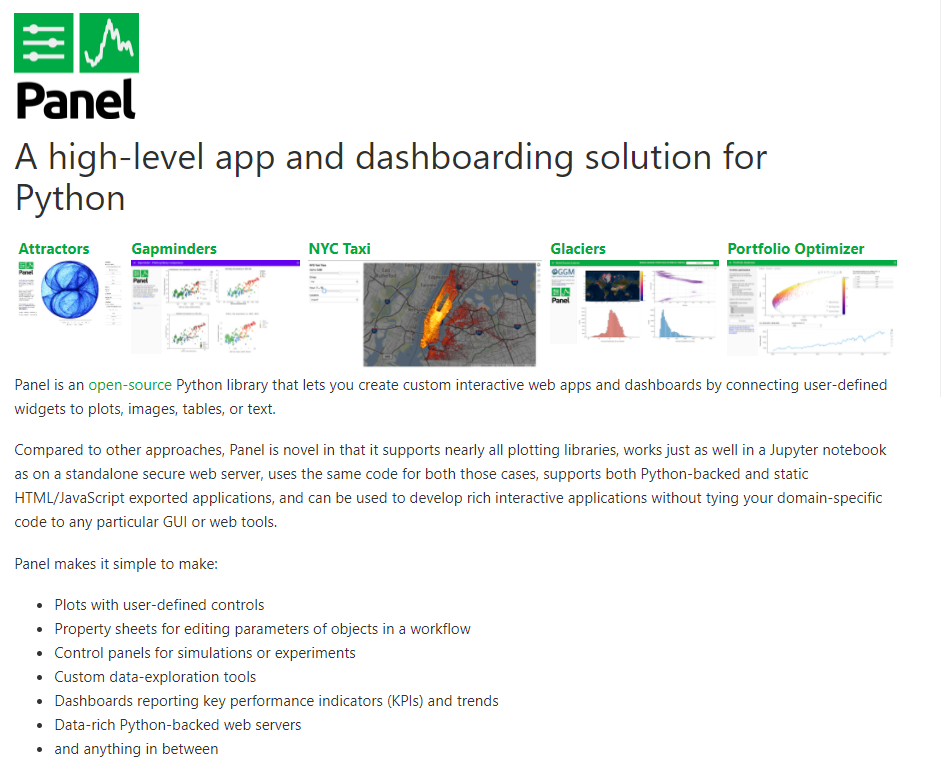 Panel
A high-level app and dashboarding solution for
Python
Attractors Gapminders NYC Taxi Glaciers Portfolio Optimizer
Panel
Panel
GGM
Panel
Panel is an open-source Python library that lets you create custom interactive web apps and dashboards by connecting user-defined
widgets to plots, images, tables, or text.
Compared to other approaches, Panel is novel in that it supports nearly all plotting libraries, works just as well in a Jupyter notebook
as on a standalone secure web server, uses the same code for both those cases, supports both Python-backed and static
HTML/JavaScript exported applications, and can be used to develop rich interactive applications without tying your domain-specific
code to any particular GUI or web tools.
Panel makes it simple to make:
• Plots with user-defined controls
• Property sheets for editing parameters of objects in a workflow
• Control panels for simulations or experiments
• Custom data-exploration tools
• Dashboards reporting key performance indicators (KPIs) and trends
• Data-rich Python-backed web servers
• and anything in between